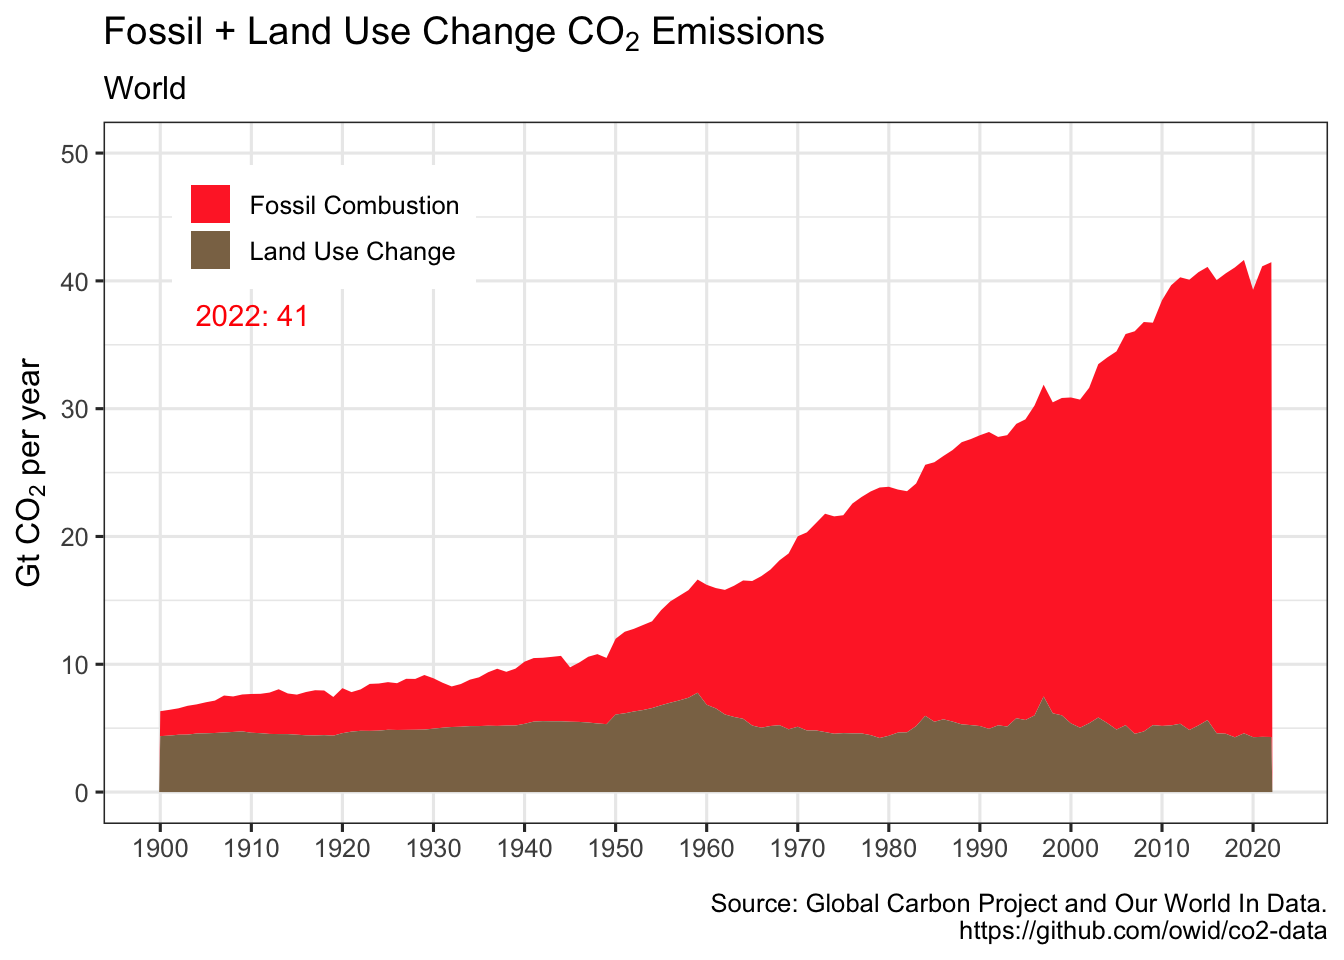 Fossil + Land Use Change CO₂ Emissions
World
Gt CO₂ per year
50
40
30
20
10
0
Fossil Combustion
Land Use Change
2022: 41
1900 1910 1920 1930 1940 1950 1960 1970 1980 1990 2000 2010 2020
Source: Global Carbon Project and Our World In Data.
https://github.com/owid/co2-data